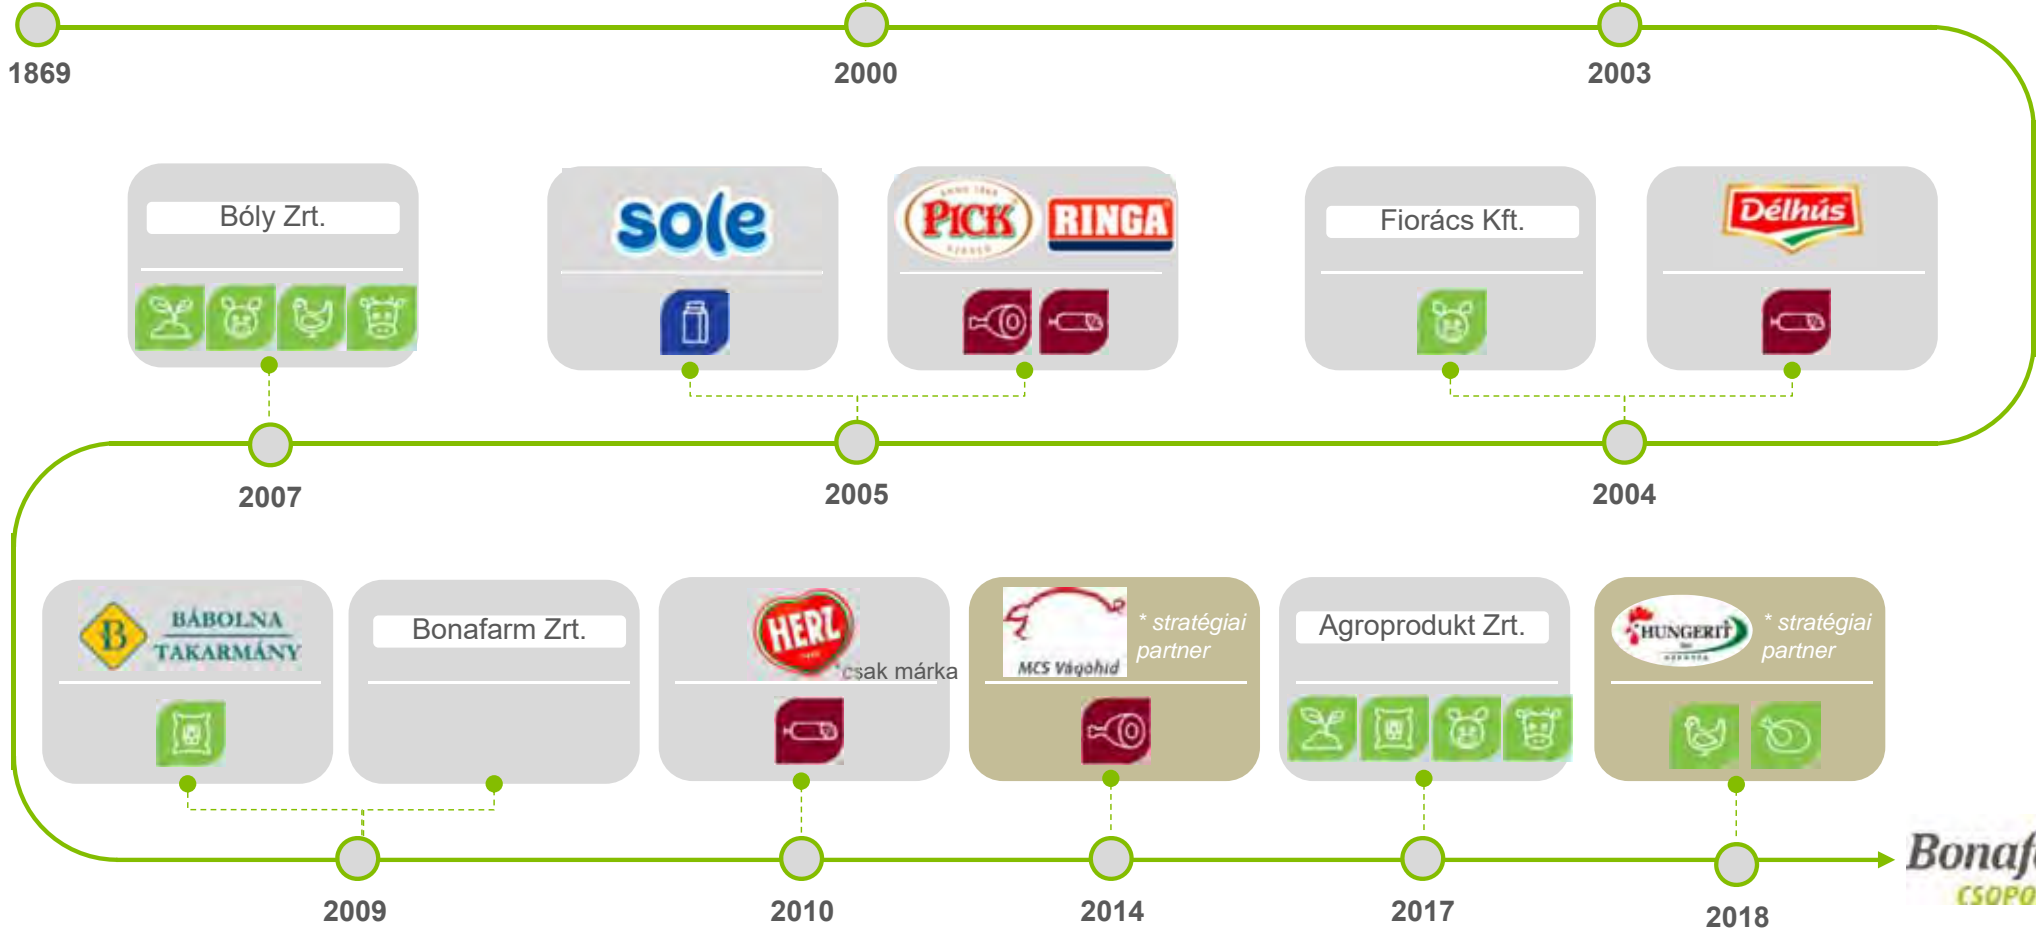 1869
2000
2003
Bóly Zrt.
sole
PICK
RINGA
Fiorács Kft.
Délhús
2007
2005
2004
B
BÁBOLNA
TAKARMÁNY
Bonafarm Zrt.
HERZ
*csak márka
MCS Vágóhíd
* stratégiai
partner
Agroprodukt Zrt.
HUNGERIT
* stratégiai
partner
2009
2010
2014
2017
2018
Bonaf
CSOPO